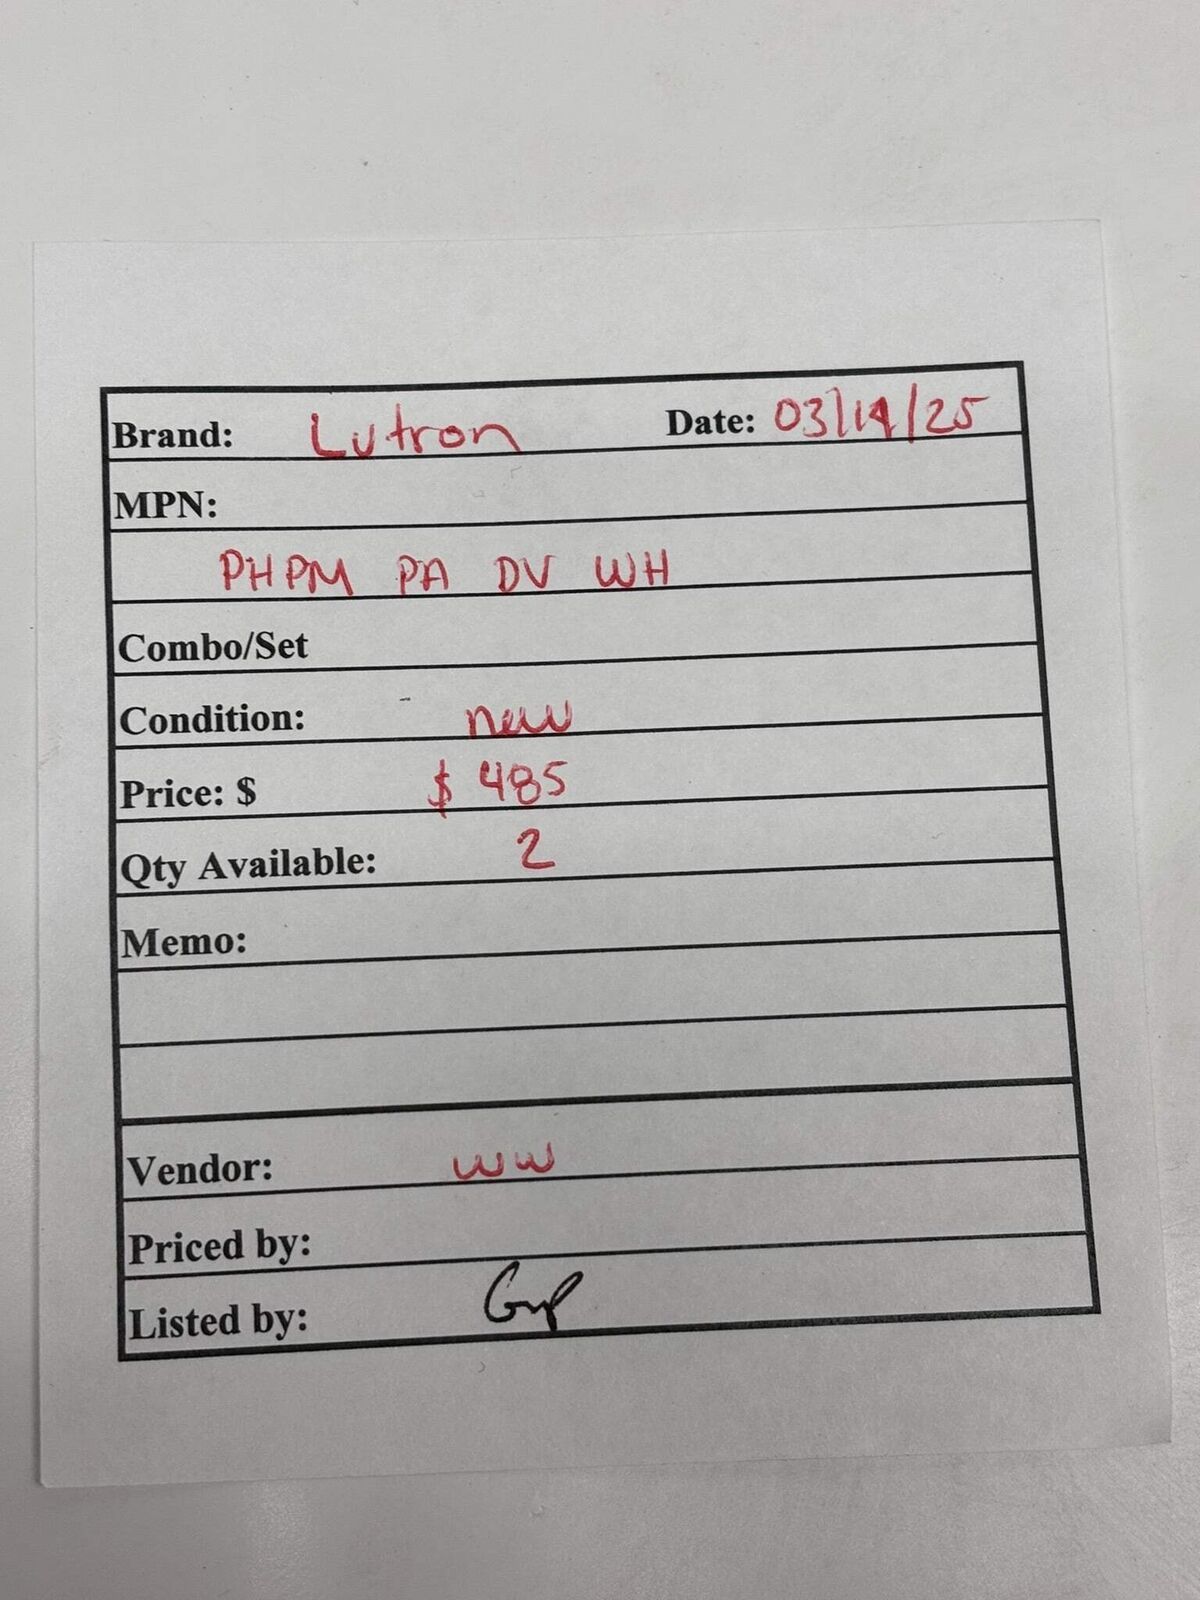 Brand: Lutron Date: 03/14/25
MPN:
PHPM PA DV WH
Combo/Set
Condition: new
Price: $ $ 485
Qty Available: 2
Memo:
Vendor: WW
Priced by:
Listed by: